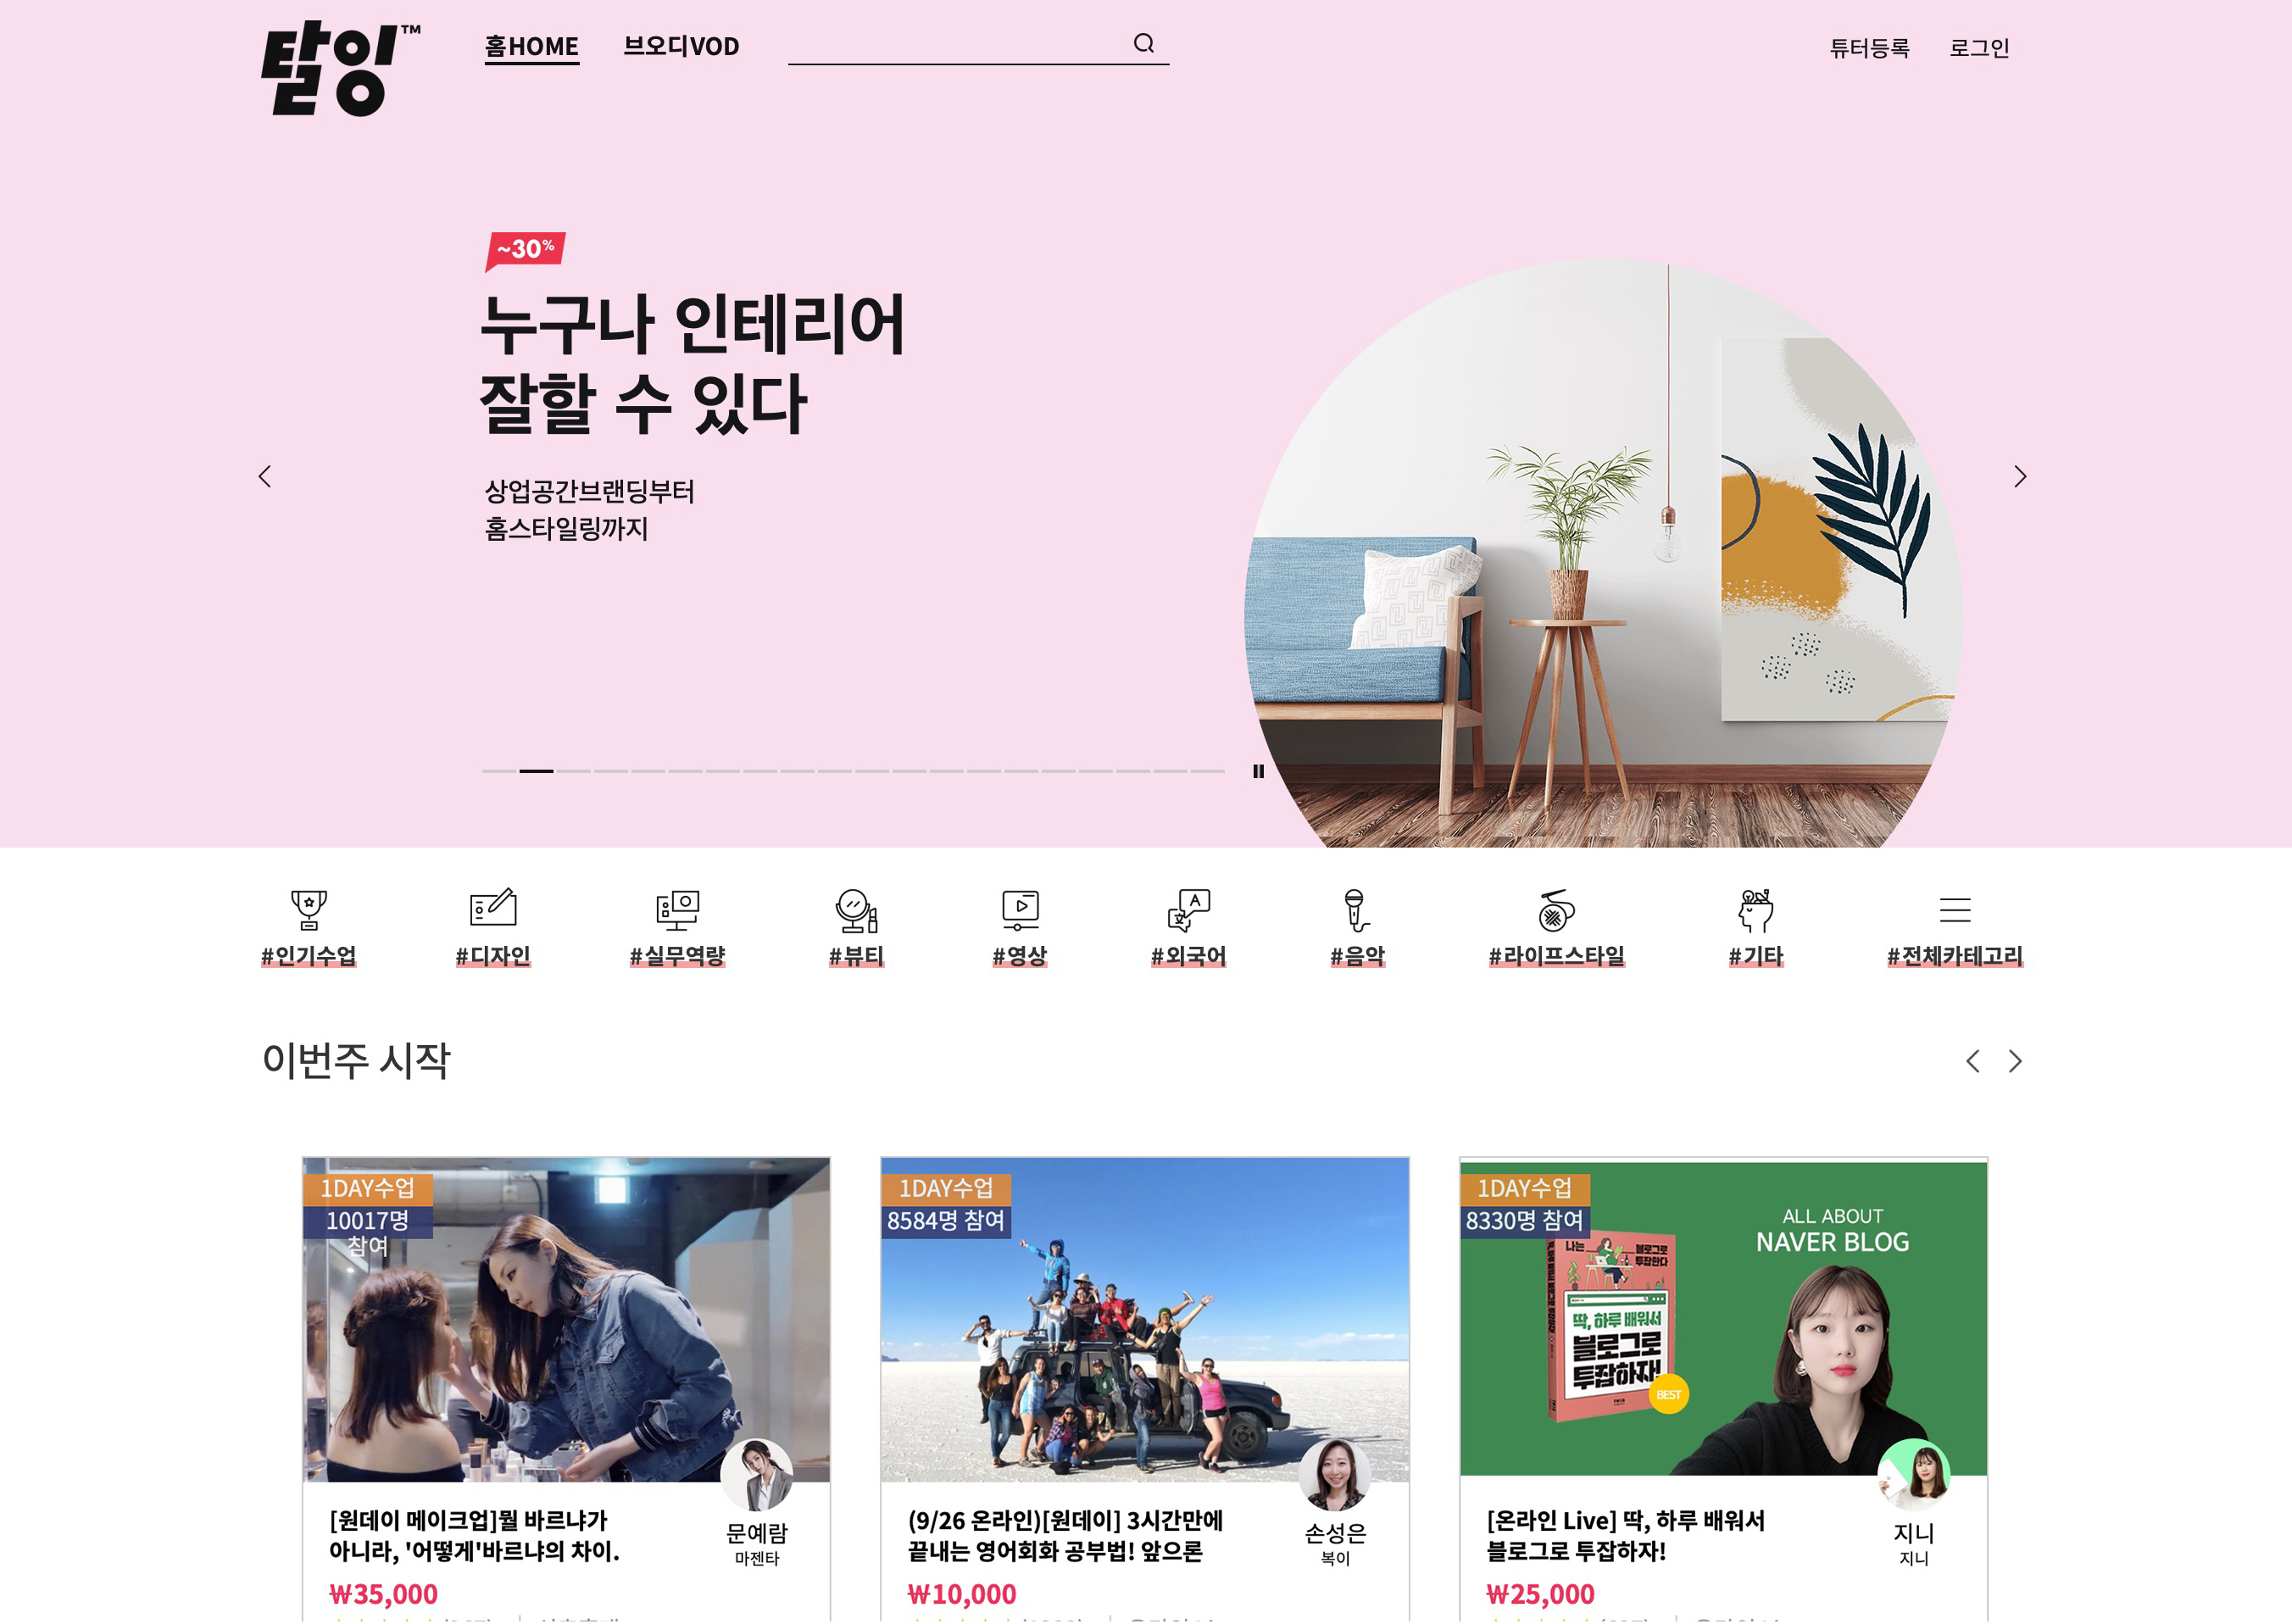 탈잉™
홈HOME
브오디VOD
튜터등록
로그인
~30%
누구나 인테리어
잘할 수 있다
상업공간브랜딩부터
홈스타일링까지
#인기수업
#디자인
#실무역량
#뷰티
#영상
#외국어
#음악
#라이프스타일
#기타
#전체카테고리
이번주 시작
1DAY수업
10017명
참여
[원데이 메이크업]뭘 바르냐가
아니라, '어떻게'바르냐의 차이.
₩35,000
문예람
마젠타
1DAY수업
8584명 참여
(9/26 온라인)[원데이] 3시간만에
끝내는 영어회화 공부법! 앞으론
₩10,000
손성은
복이
1DAY수업
8330명 참여
ALL ABOUT
NAVER BLOG
나는 블로그로
투잡한다
딱, 하루 배워서
블로그로
투잡하자!
BEST
[온라인 Live] 딱, 하루 배워서
블로그로 투잡하자!
₩25,000
지니
지니